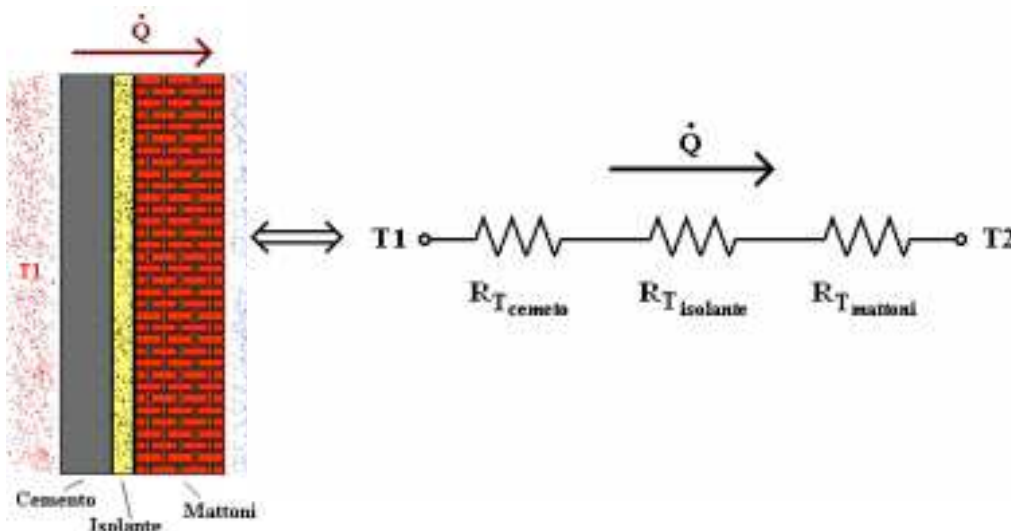 Q̇
T1
Cemento
Isolante
Mattoni
Q̇
T1
T2
R_T cemeto
R_T isolante
R_T mattoni